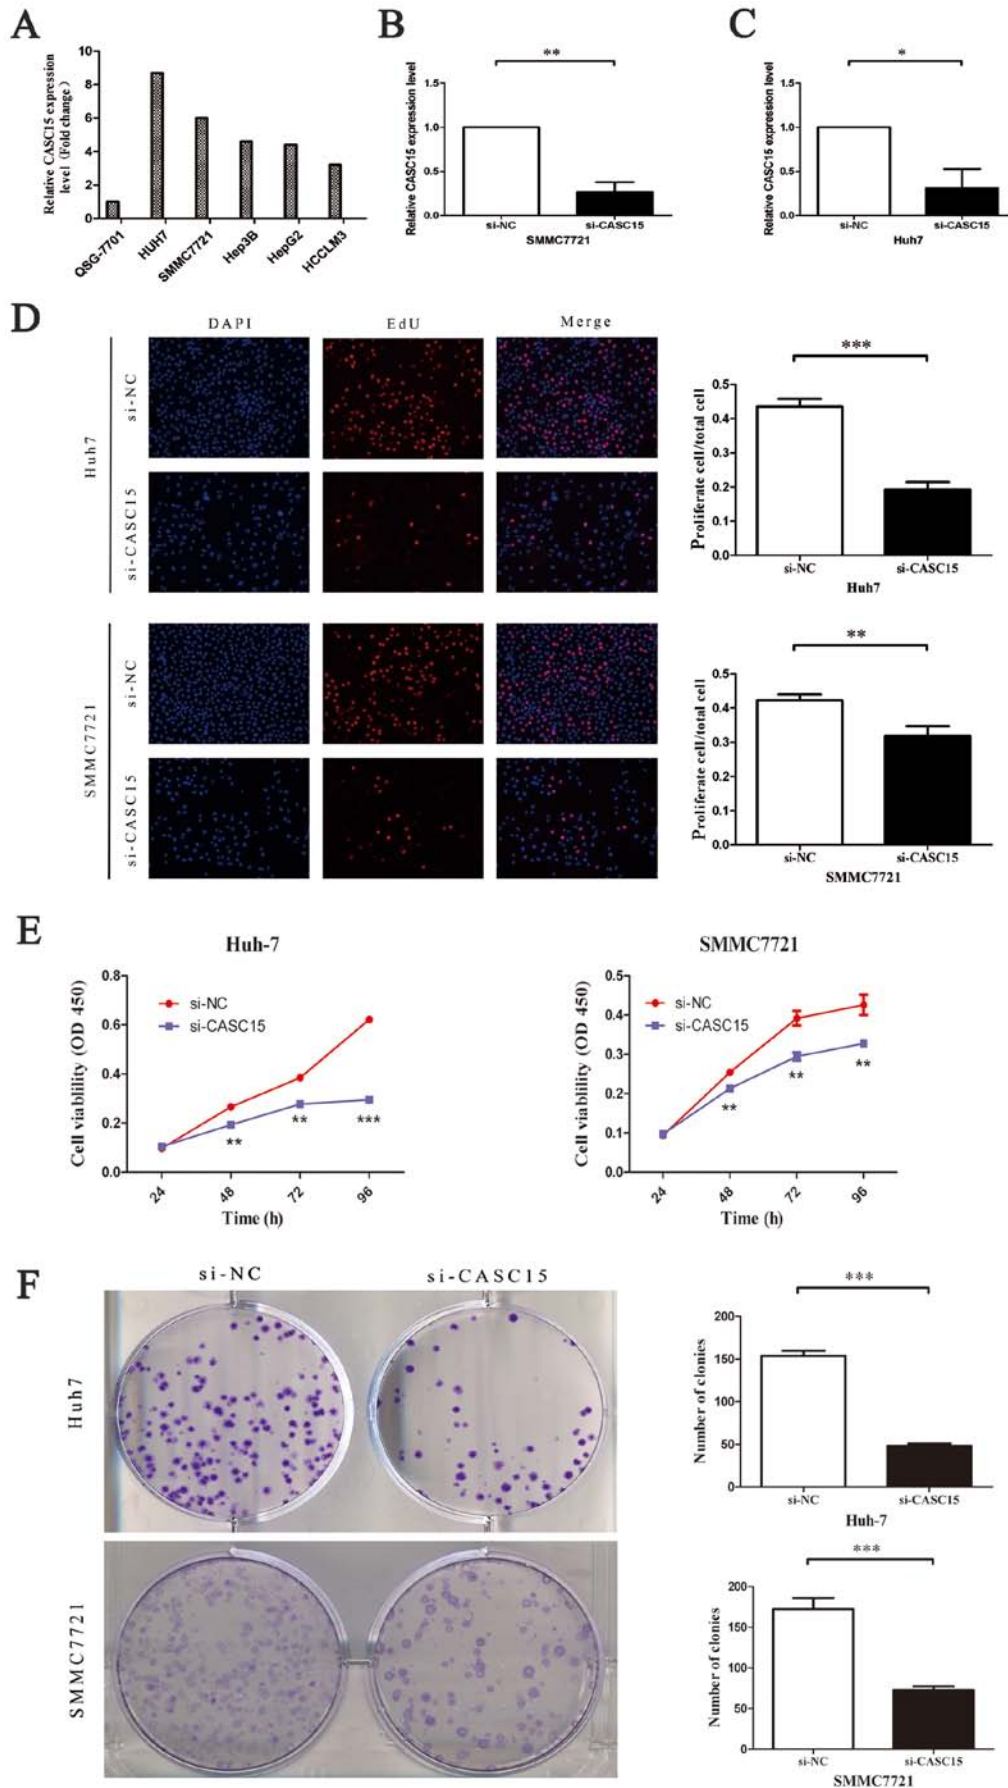 A
Relative CASC15 expression
level (Fold change)
10
8
6
4
2
0
QSG-7701
HUH7
SMMC7721
Hep3B
HepG2
HCCLM3
B
**
Relative CASC15 expression level
1.5
1.0
0.5
0.0
si-NC
si-CASC15
SMMC7721
C
*
Relative CASC15 expression level
1.5
1.0
0.5
0.0
si-NC
si-CASC15
Huh7
D
DAPI
EdU
Merge
Huh7
si-NC
si-CASC15
SMMC7721
si-NC
si-CASC15
***
Proliferate cell/total cell
0.5
0.4
0.3
0.2
0.1
0.0
si-NC
si-CASC15
Huh7
**
Proliferate cell/total cell
0.5
0.4
0.3
0.2
0.1
0.0
si-NC
si-CASC15
SMMC7721
E
Huh-7
Cell viablility (OD 450)
0.8
0.6
0.4
0.2
0.0
si-NC
si-CASC15
**
**
***
24
48
72
96
Time (h)
SMMC7721
Cell viablility (OD 450)
0.5
0.4
0.3
0.2
0.1
0.0
si-NC
si-CASC15
**
**
**
24
48
72
96
Time (h)
F
si-NC
si-CASC15
Huh7
SMMC7721
***
Number of clonies
200
150
100
50
0
si-NC
si-CASC15
Huh-7
***
Number of clonies
200
150
100
50
0
si-NC
si-CASC15
SMMC7721